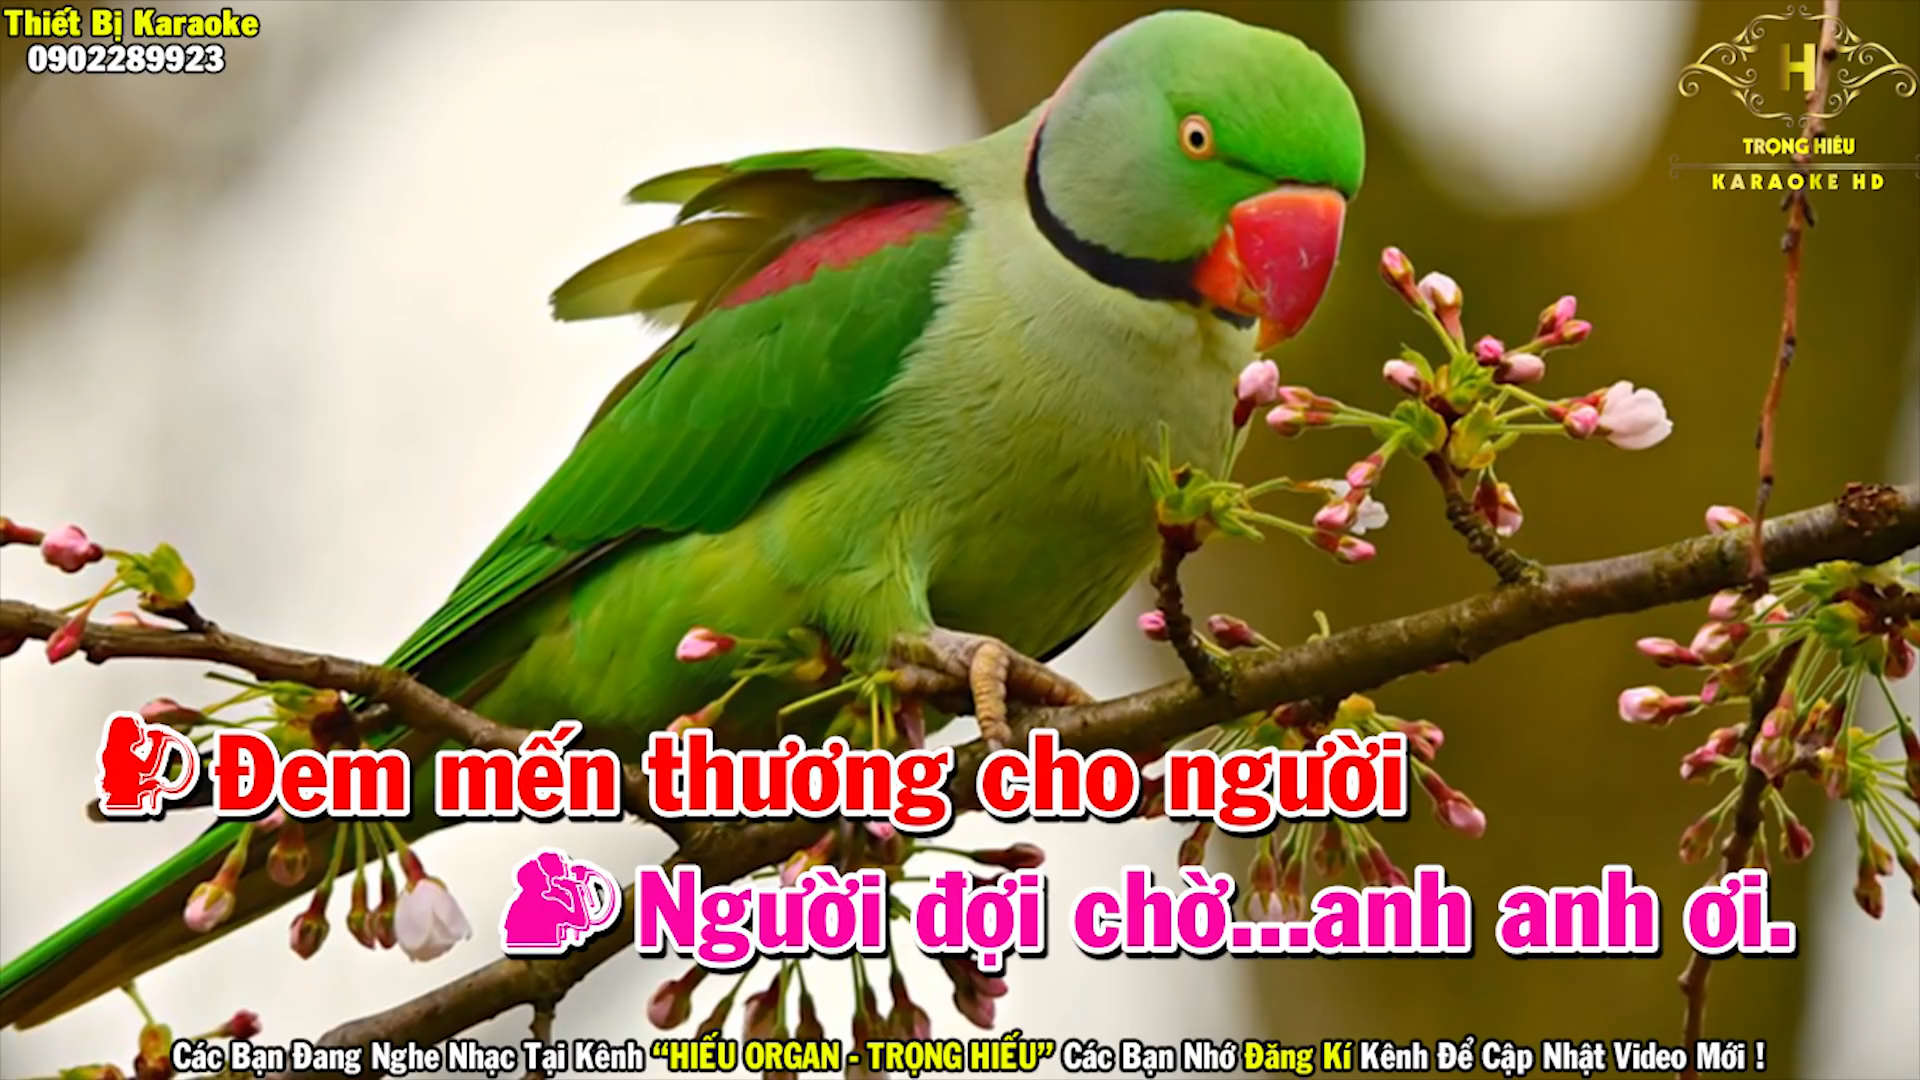 Thiết Bị Karaoke
0902289923
H
TRỌNG HIẾU
KARAOKE HD
Đem mến thương cho người
Người đợi chờ...anh anh ơi.
Các Bạn Đang Nghe Nhạc Tại Kênh “HIẾU ORGAN - TRỌNG HIẾU” Các Bạn Nhớ Đăng Kí Kênh Để Cập Nhật Video Mới !